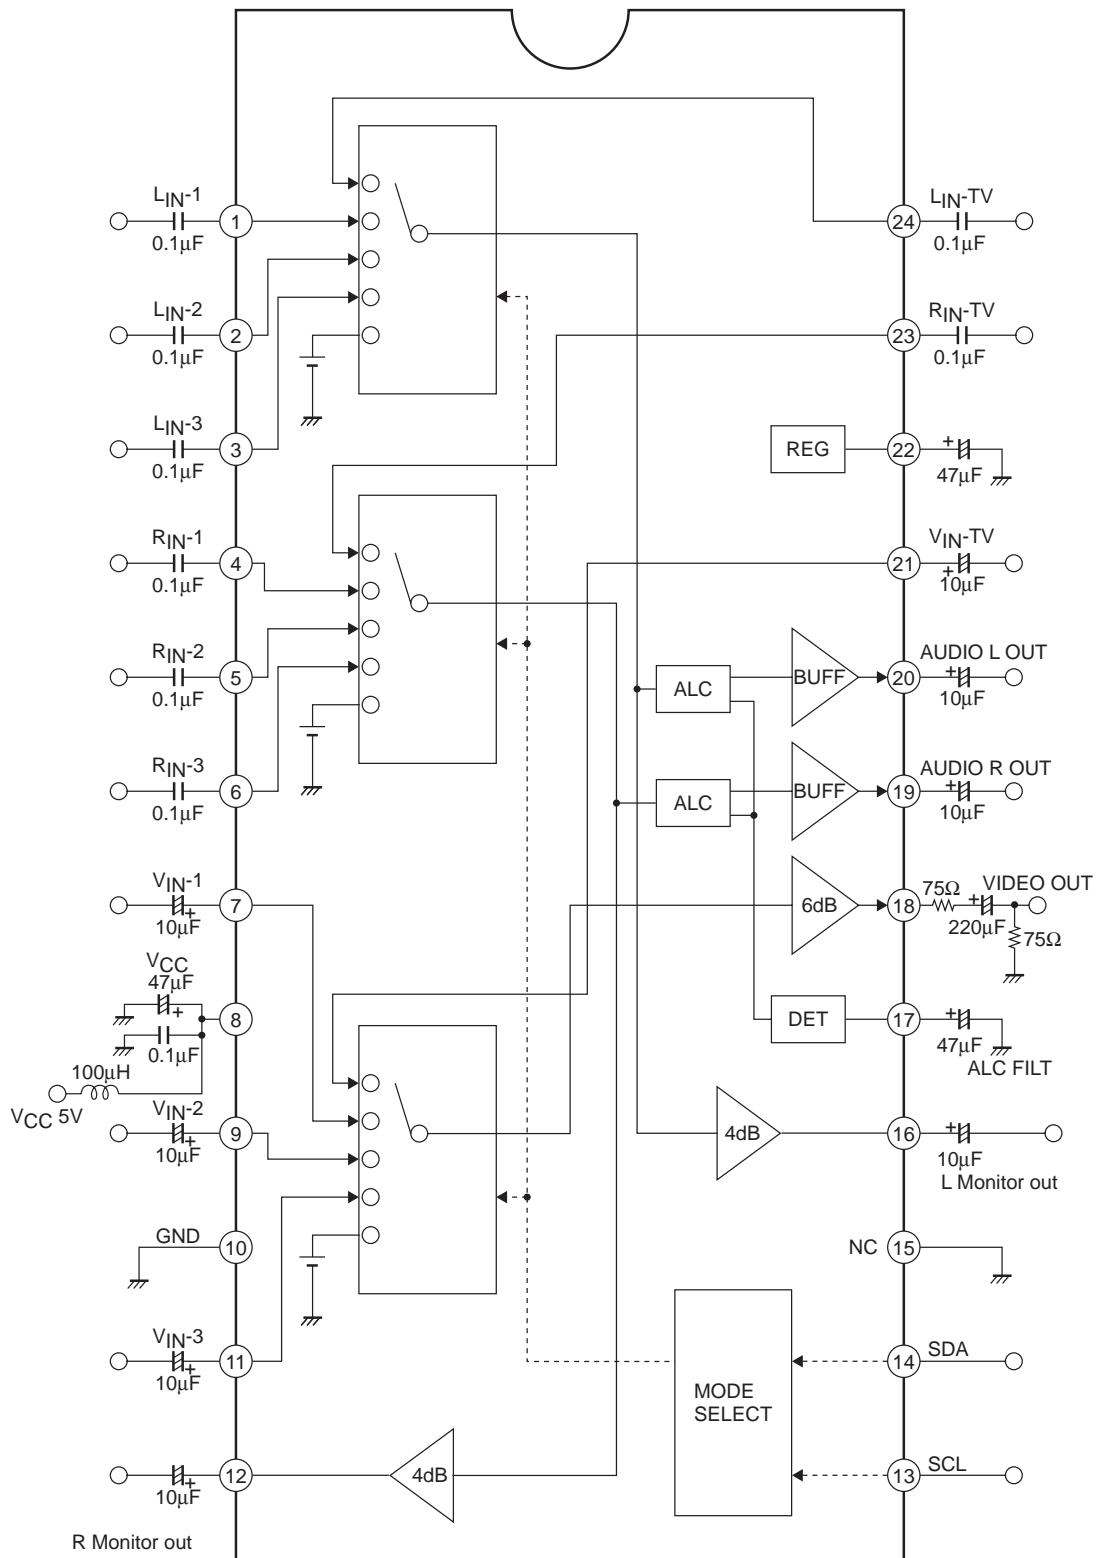 LIN-1
1
0.1µF
LIN-2
2
0.1µF
LIN-3
3
0.1µF
RIN-1
4
0.1µF
RIN-2
5
0.1µF
RIN-3
6
0.1µF
VIN-1
7
10µF
+
VCC
47µF
+
8
0.1µF
100µH
VCC 5V
VIN-2
9
10µF
+
GND
10
VIN-3
11
10µF
+
12
10µF
+
R Monitor out
4dB
LIN-TV
24
0.1µF
RIN-TV
23
0.1µF
REG
22
+
47µF
VIN-TV
21
+
10µF
AUDIO L OUT
ALC
BUFF
20
+
10µF
AUDIO R OUT
ALC
BUFF
19
+
10µF
75Ω
VIDEO OUT
6dB
18
+
220µF
75Ω
DET
17
+
47µF
ALC FILT
4dB
16
+
10µF
L Monitor out
NC
15
SDA
14
MODE
SELECT
SCL
13